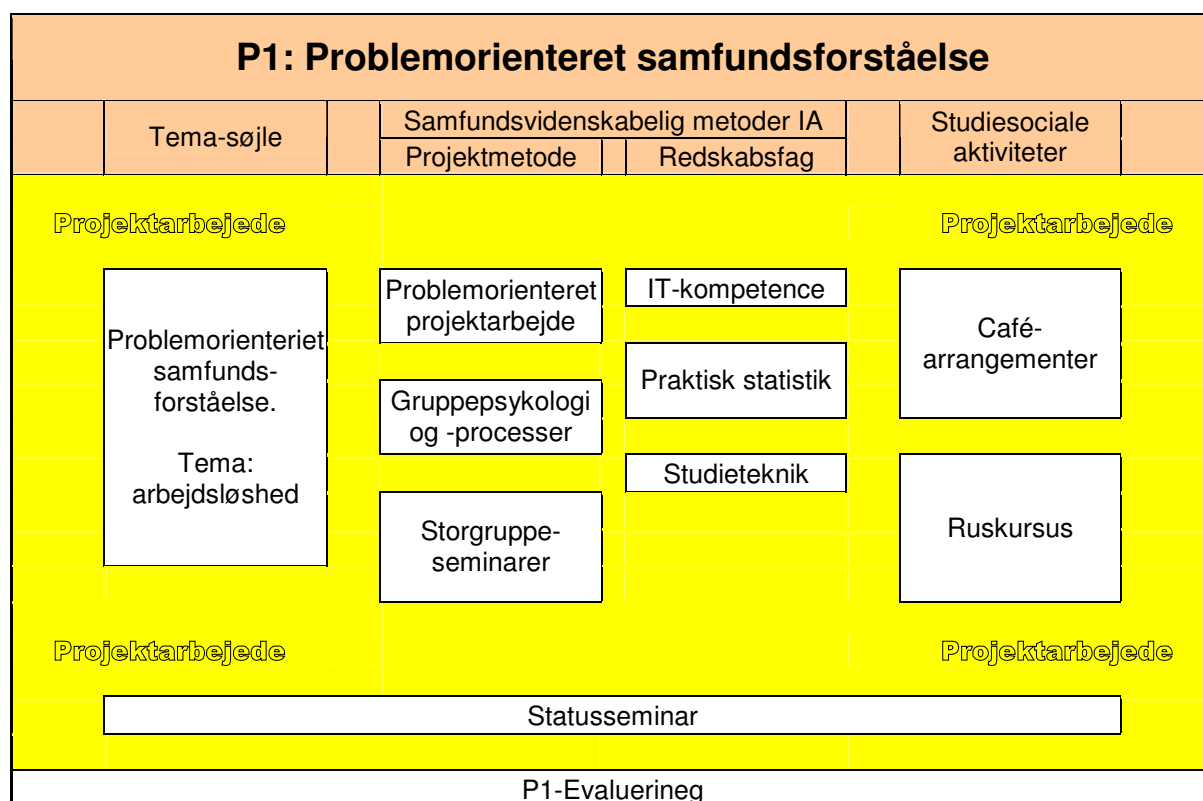 P1: Problemorienteret samfundsforståelse
Tema-søjle
Samfundsvidenskabelig metoder IA
Projektmetode
Redskabsfag
Studiesociale
aktiviteter
Projektarbejede
Projektarbejede
Problemorienteriet
samfunds-
forståelse.
Tema:
arbejdsløshed
Problemorienteret
projektarbejde
Gruppepsykologi
og -processer
Storgruppe-
seminarer
IT-kompetence
Praktisk statistik
Studieteknik
Café-
arrangementer
Ruskursus
Projektarbejede
Projektarbejede
Statusseminar
P1-Evaluerineg